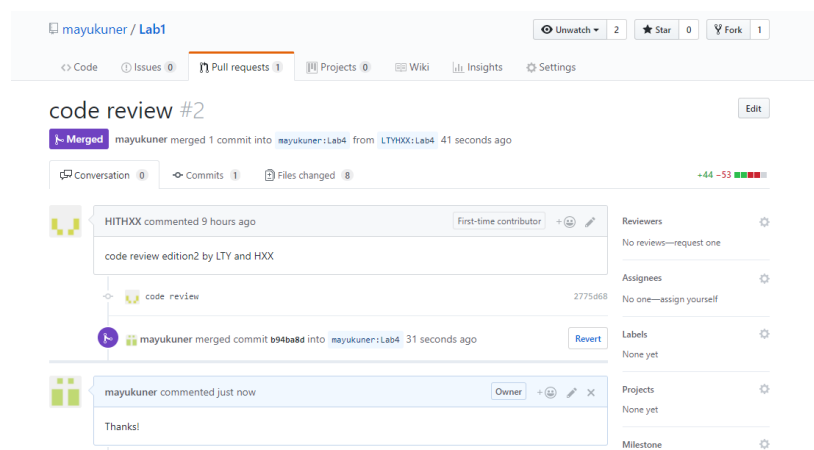 mayukuner / Lab1
Unwatch 2 Star 0 Fork 1
Code Issues 0 Pull requests 1 Projects 0 Wiki Insights Settings
code review #2
Edit
Merged mayukuner merged 1 commit into mayukuner:Lab4 from LTYHXX:Lab4 41 seconds ago
Conversation 0 Commits 1 Files changed 8
+44 −53
HITHXX commented 9 hours ago First-time contributor
code review edition2 by LTY and HXX
code review 2775d68
mayukuner merged commit b94ba8d into mayukuner:Lab4 31 seconds ago Revert
mayukuner commented just now Owner
Thanks!
Reviewers
No reviews—request one
Assignees
No one—assign yourself
Labels
None yet
Projects
None yet
Milestone